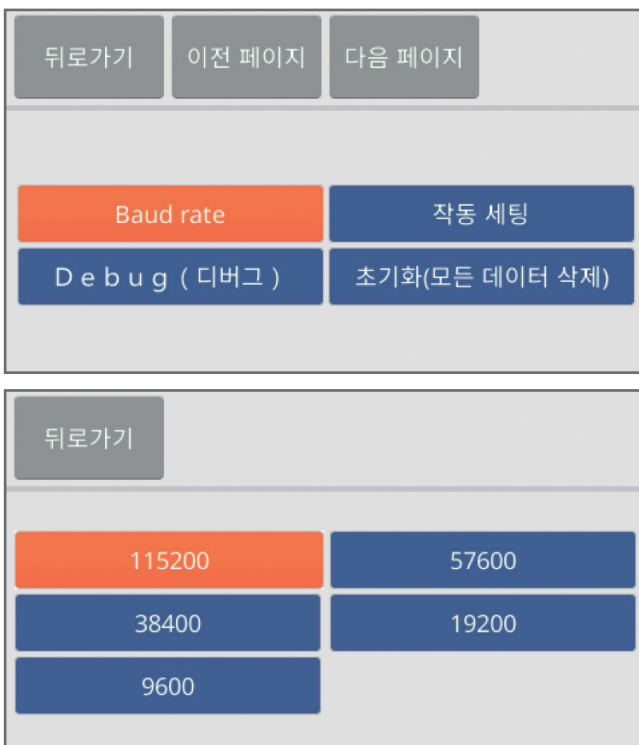 뒤로가기 이전 페이지 다음 페이지
Baud rate 작동 세팅
Debug(디버그) 초기화(모든 데이터 삭제)
뒤로가기
115200 57600
38400 19200
9600